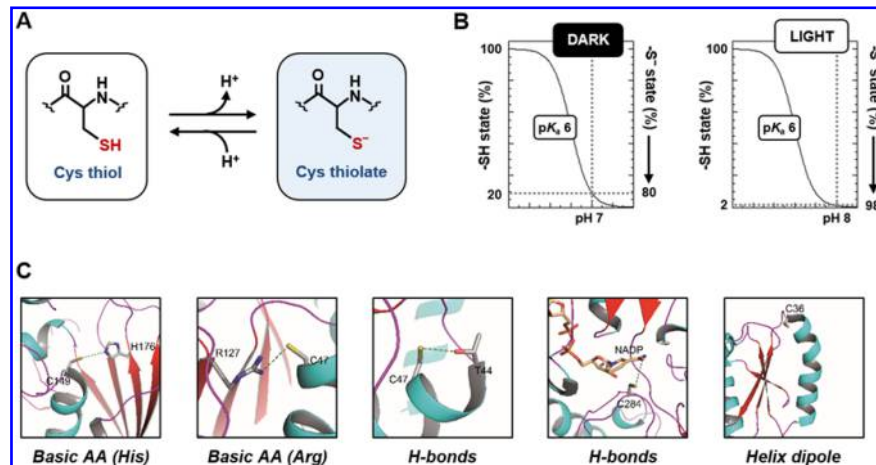 A
O
H
N
SH
Cys thiol
H⁺
H⁺
O
H
N
S⁻
Cys thiolate
B
DARK
100
-SH state (%)
pKₐ 6
20
pH 7
-S⁻ state (%)
80
LIGHT
100
-SH state (%)
pKₐ 6
2
pH 8
-S⁻ state (%)
98
C
C149
H176
Basic AA (His)
R127
C47
Basic AA (Arg)
C47
T44
H-bonds
NADP
C284
H-bonds
C36
Helix dipole